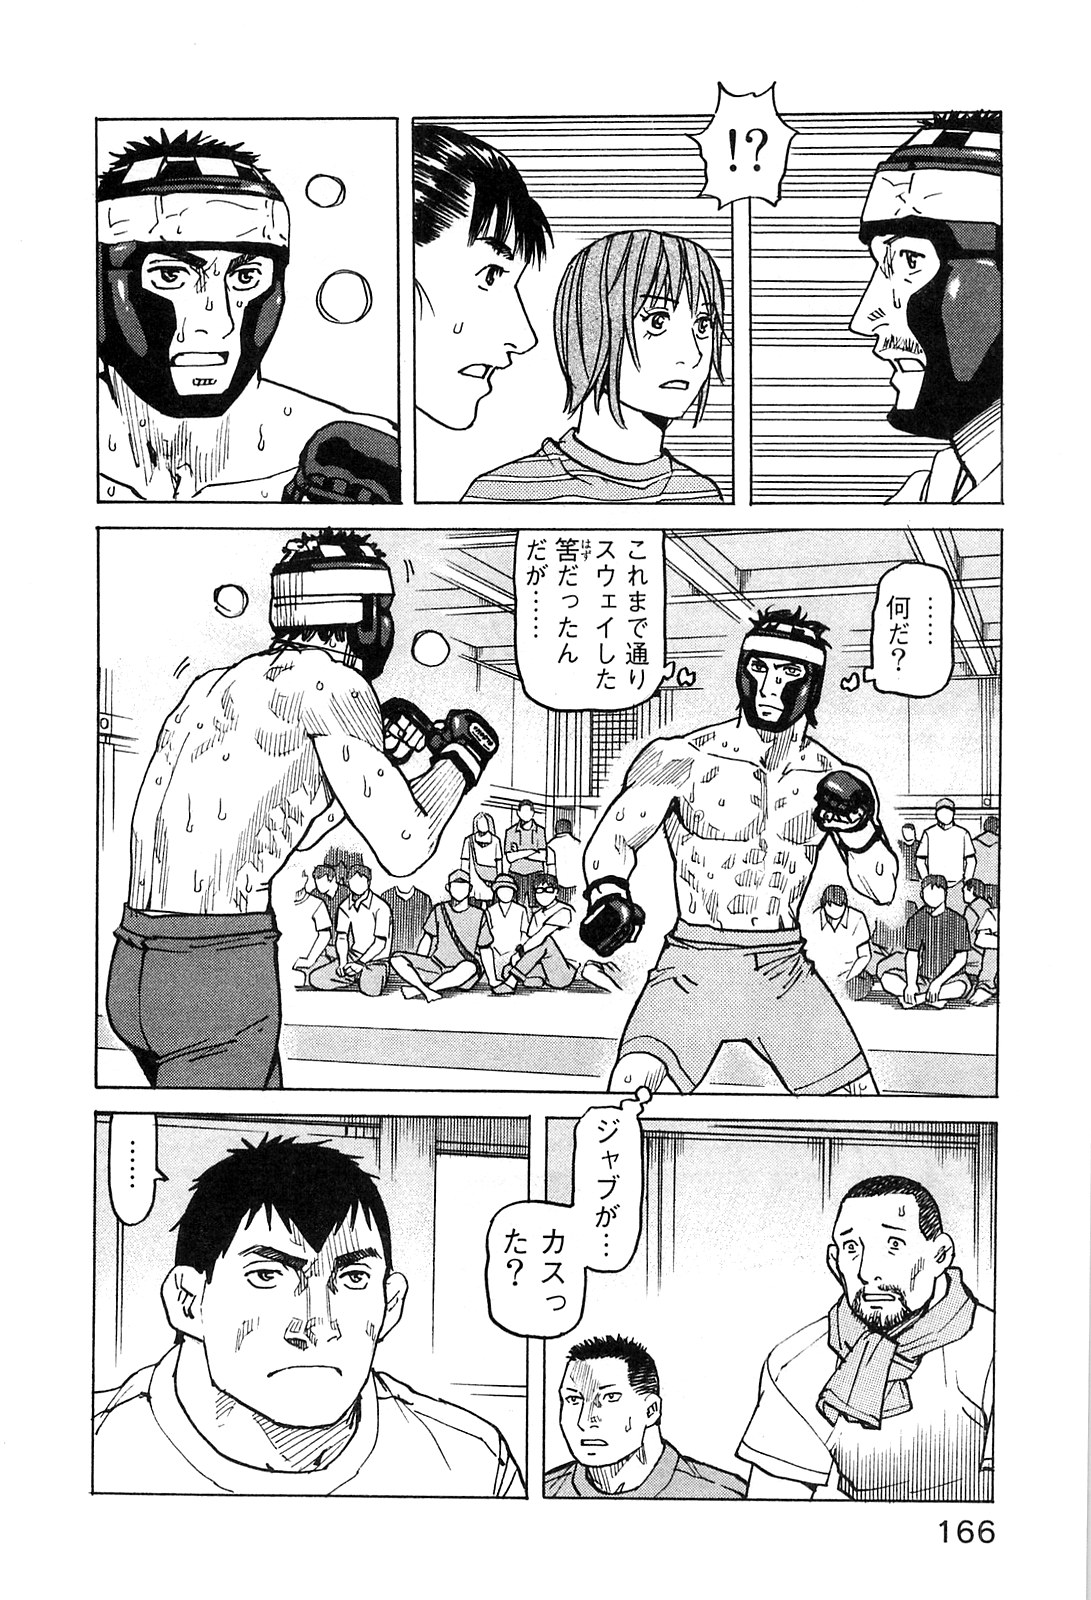 !?
……
何だ?
これまで通り
スウェイした
筈だったん
だが……
はず
ジャブが…
カスっ
た?
……
166